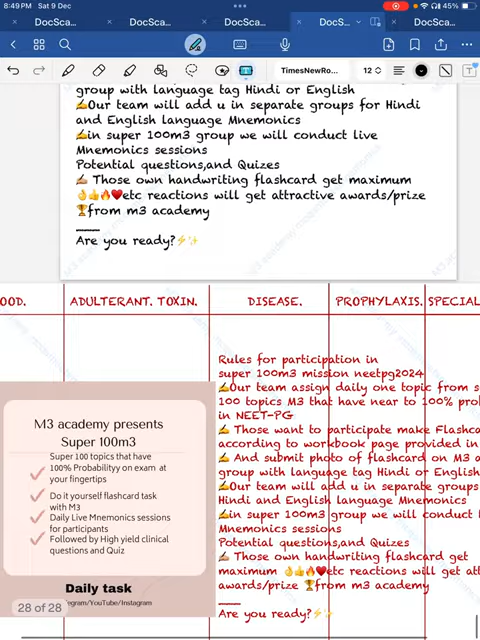 8:49 PM Sat 9 Dec
45%
DocSca...
DocSca...
DocSca...
DocS...
DocSca...
TimesNewRo...
12
group with language tag Hindi or English
✍Our team will add u in separate groups for Hindi
and English language Mnemonics
✍in super 100m3 group we will conduct live
Mnemonics sessions
Potential questions,and Quizes
✍ Those own handwriting flashcard get maximum
👌👍🔥♥etc reactions will get attractive awards/prize
🏆from m3 academy
Are you ready?⚡✨
OOD.
ADULTERANT. TOXIN.
DISEASE.
PROPHYLAXIS.
SPECIAL
Rules for participation in
super 100m3 mission neetpg2024
✍Our team assign daily one topic from s
100 topics M3 that have near to 100% prob
in NEET-PG
✍ Those want to participate make Flashca
according to workbook page provided in
✍ And submit photo of flashcard on M3 a
group with language tag Hindi or English
✍Our team will add u in separate groups
Hindi and English language Mnemonics
✍in super 100m3 group we will conduct l
Mnemonics sessions
Potential questions,and Quizes
✍ Those own handwriting flashcard get
maximum 👌👍🔥♥etc reactions will get att
awards/prize 🏆from m3 academy
Are you ready?⚡✨
M3 academy presents
Super 100m3
Super 100 topics that have
100% Probabilityy on exam at
your fingertips
Do it yourself flashcard task
with M3
Daily Live Mnemonics sessions
for participants
Followed by High yield clinical
questions and Quiz
Daily task
egram/YouTube/Instagram
28 of 28